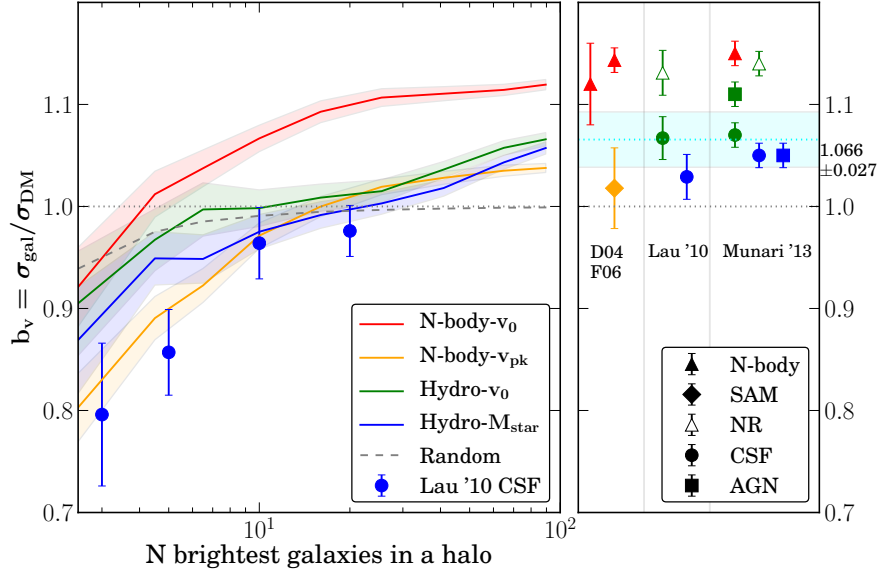 b_v = σ_gal/σ_DM
1.1
1.0
0.9
0.8
0.7
10^1
10^2
N brightest galaxies in a halo
N-body-v_0
N-body-v_pk
Hydro-v_0
Hydro-M_star
Random
Lau '10 CSF
D04
F06
Lau '10
Munari '13
N-body
SAM
NR
CSF
AGN
1.1
1.066
±0.027
1.0
0.9
0.8
0.7